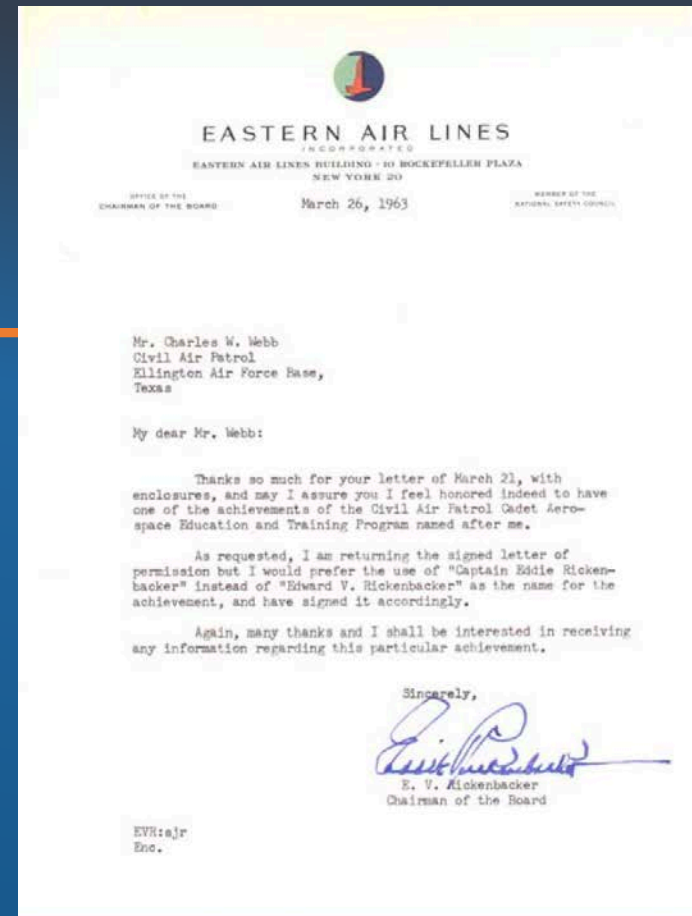 EASTERN AIR LINES
INCORPORATED
EASTERN AIR LINES BUILDING · 10 ROCKEFELLER PLAZA
NEW YORK 20
OFFICE OF THE
CHAIRMAN OF THE BOARD
March 26, 1963
MEMBER OF THE
NATIONAL SAFETY COUNCIL
Mr. Charles W. Webb
Civil Air Patrol
Ellington Air Force Base,
Texas
My dear Mr. Webb:
Thanks so much for your letter of March 21, with
enclosures, and may I assure you I feel honored indeed to have
one of the achievements of the Civil Air Patrol Cadet Aero-
space Education and Training Program named after me.
As requested, I am returning the signed letter of
permission but I would prefer the use of "Captain Eddie Ricken-
backer" instead of "Edward V. Rickenbacker" as the name for the
achievement, and have signed it accordingly.
Again, many thanks and I shall be interested in receiving
any information regarding this particular achievement.
Sincerely,
Eddie Rickenbacker
E. V. Rickenbacker
Chairman of the Board
EVR:ajr
Enc.